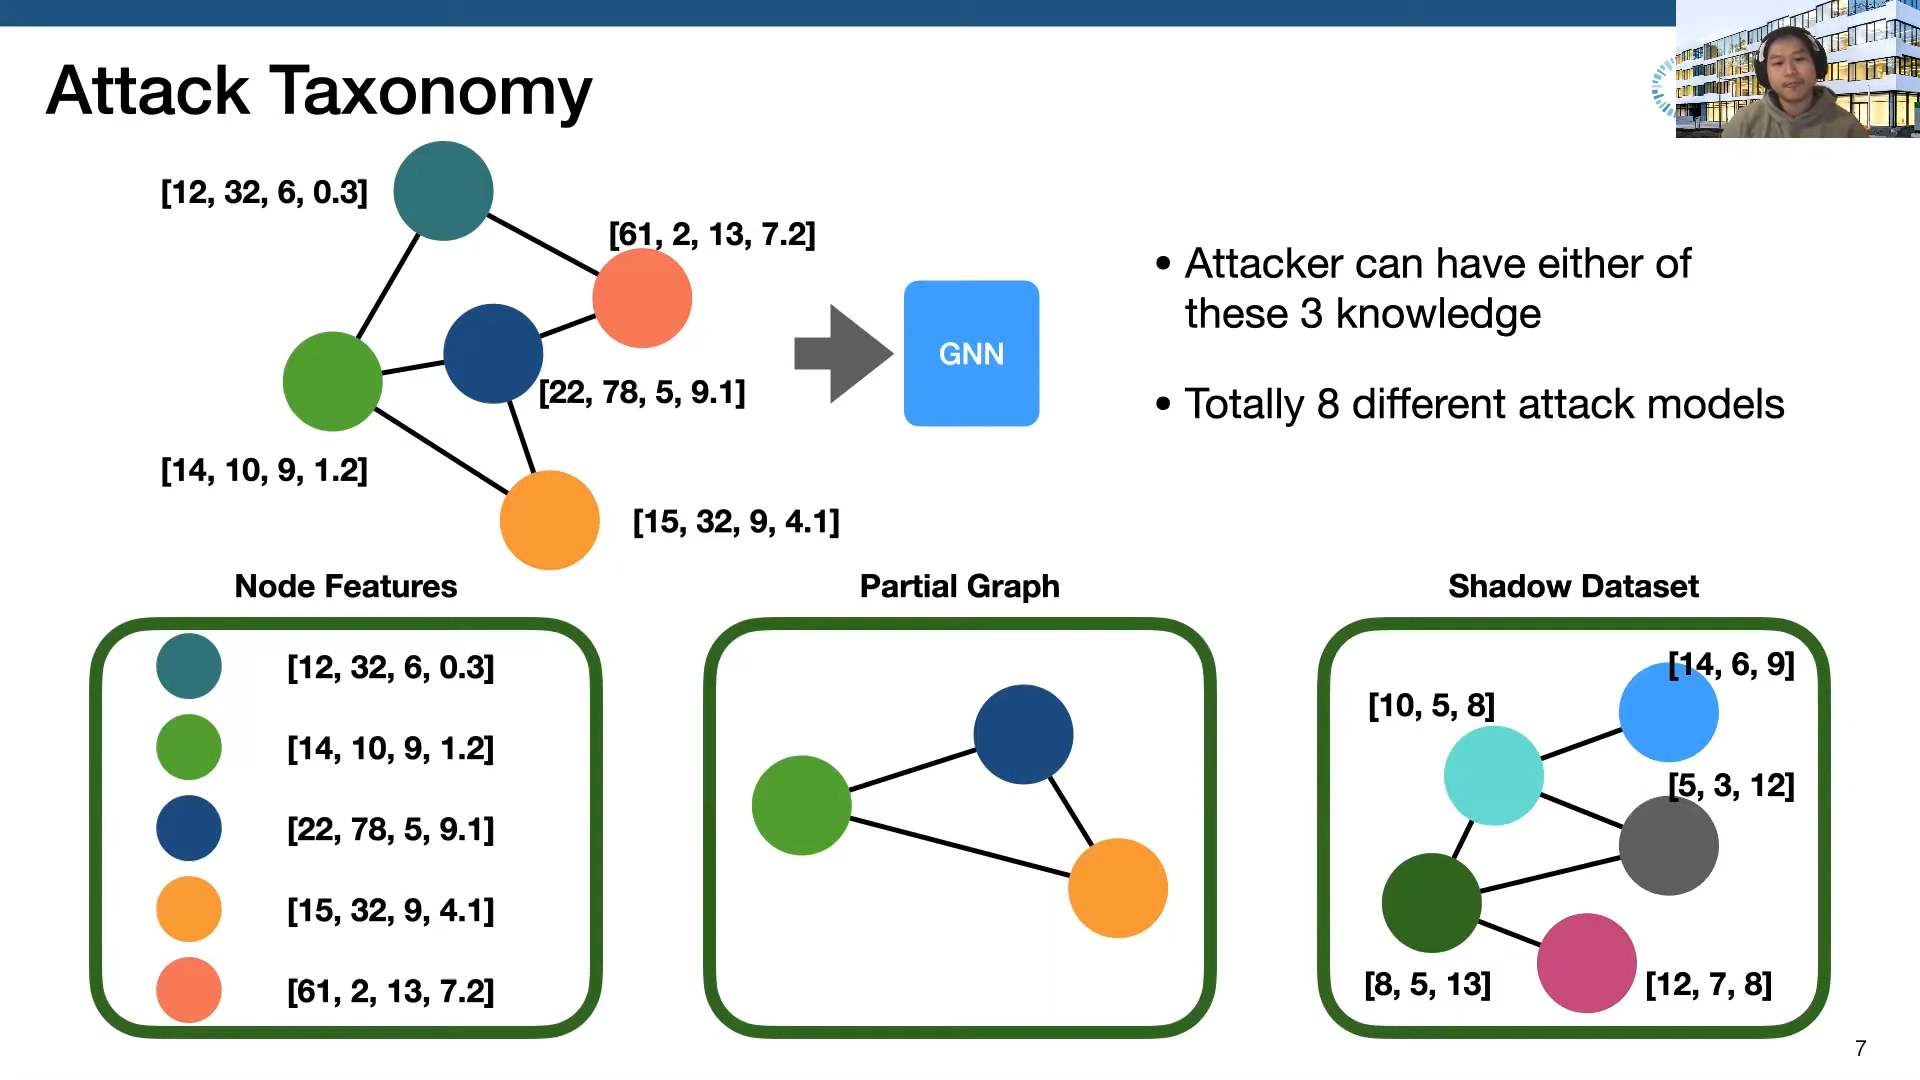 Attack Taxonomy
[12, 32, 6, 0.3]
[61, 2, 13, 7.2]
[22, 78, 5, 9.1]
[14, 10, 9, 1.2]
[15, 32, 9, 4.1]
GNN
• Attacker can have either of
these 3 knowledge
• Totally 8 different attack models
Node Features
[12, 32, 6, 0.3]
[14, 10, 9, 1.2]
[22, 78, 5, 9.1]
[15, 32, 9, 4.1]
[61, 2, 13, 7.2]
Partial Graph
Shadow Dataset
[14, 6, 9]
[10, 5, 8]
[5, 3, 12]
[8, 5, 13]
[12, 7, 8]
7